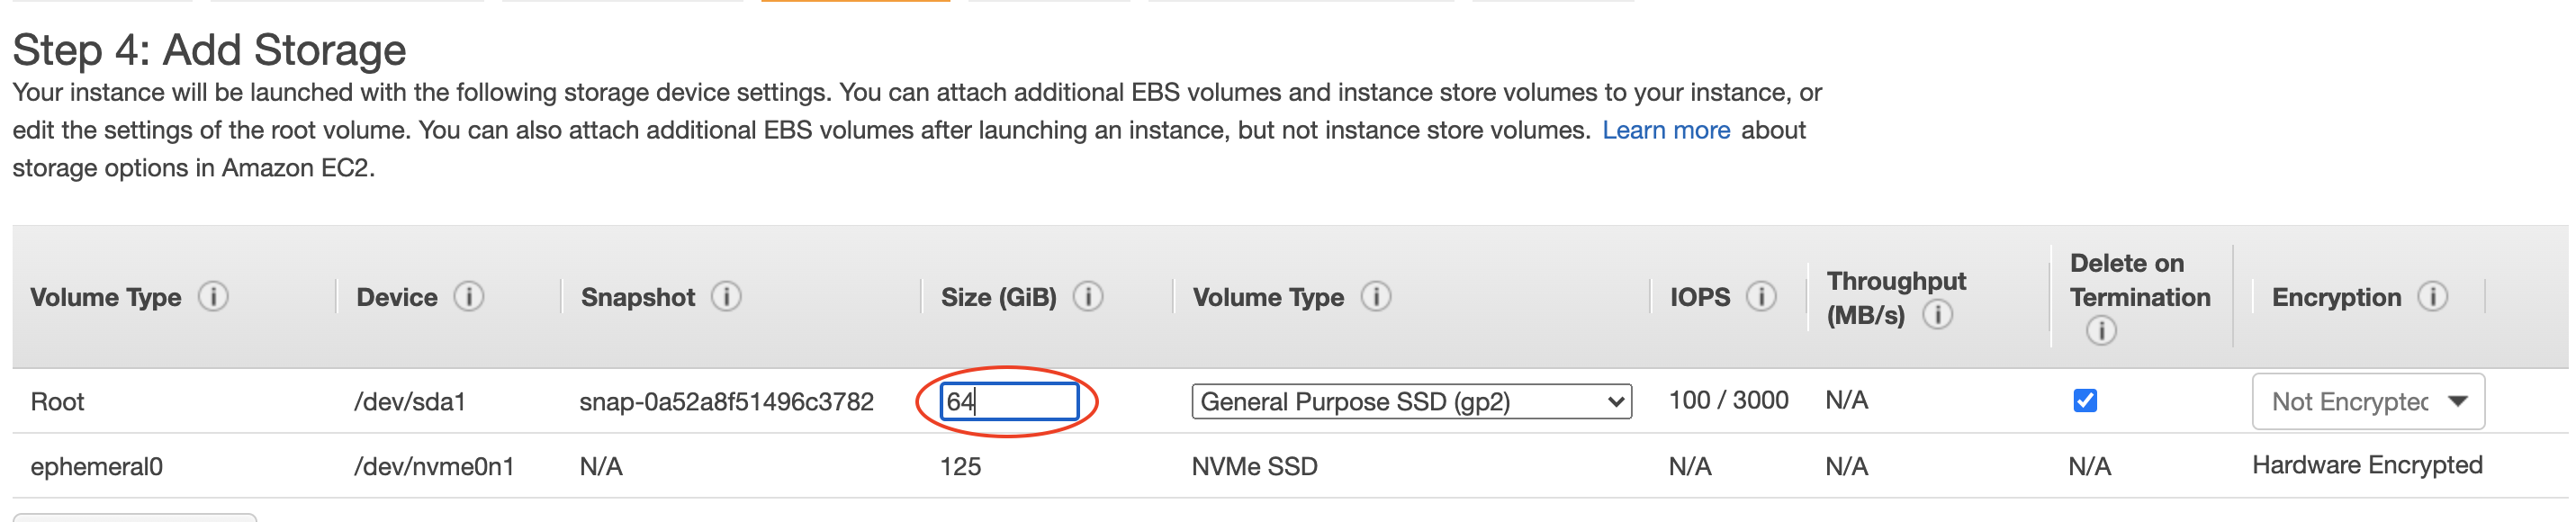 Step 4: Add Storage
Your instance will be launched with the following storage device settings. You can attach additional EBS volumes and instance store volumes to your instance, or
edit the settings of the root volume. You can also attach additional EBS volumes after launching an instance, but not instance store volumes. Learn more about
storage options in Amazon EC2.
Volume Type i Device i Snapshot i Size (GiB) i Volume Type i IOPS i Throughput (MB/s) i Delete on Termination i Encryption i
Root /dev/sda1 snap-0a52a8f51496c3782 64 General Purpose SSD (gp2) 100 / 3000 N/A Not Encrypted
ephemeral0 /dev/nvme0n1 N/A 125 NVMe SSD N/A N/A N/A Hardware Encrypted